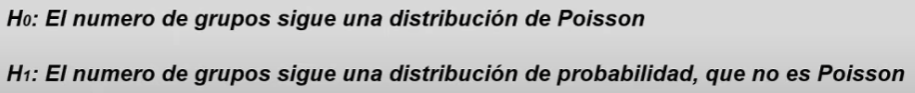 H0: El numero de grupos sigue una distribución de Poisson
H1: El numero de grupos sigue una distribución de probabilidad, que no es Poisson